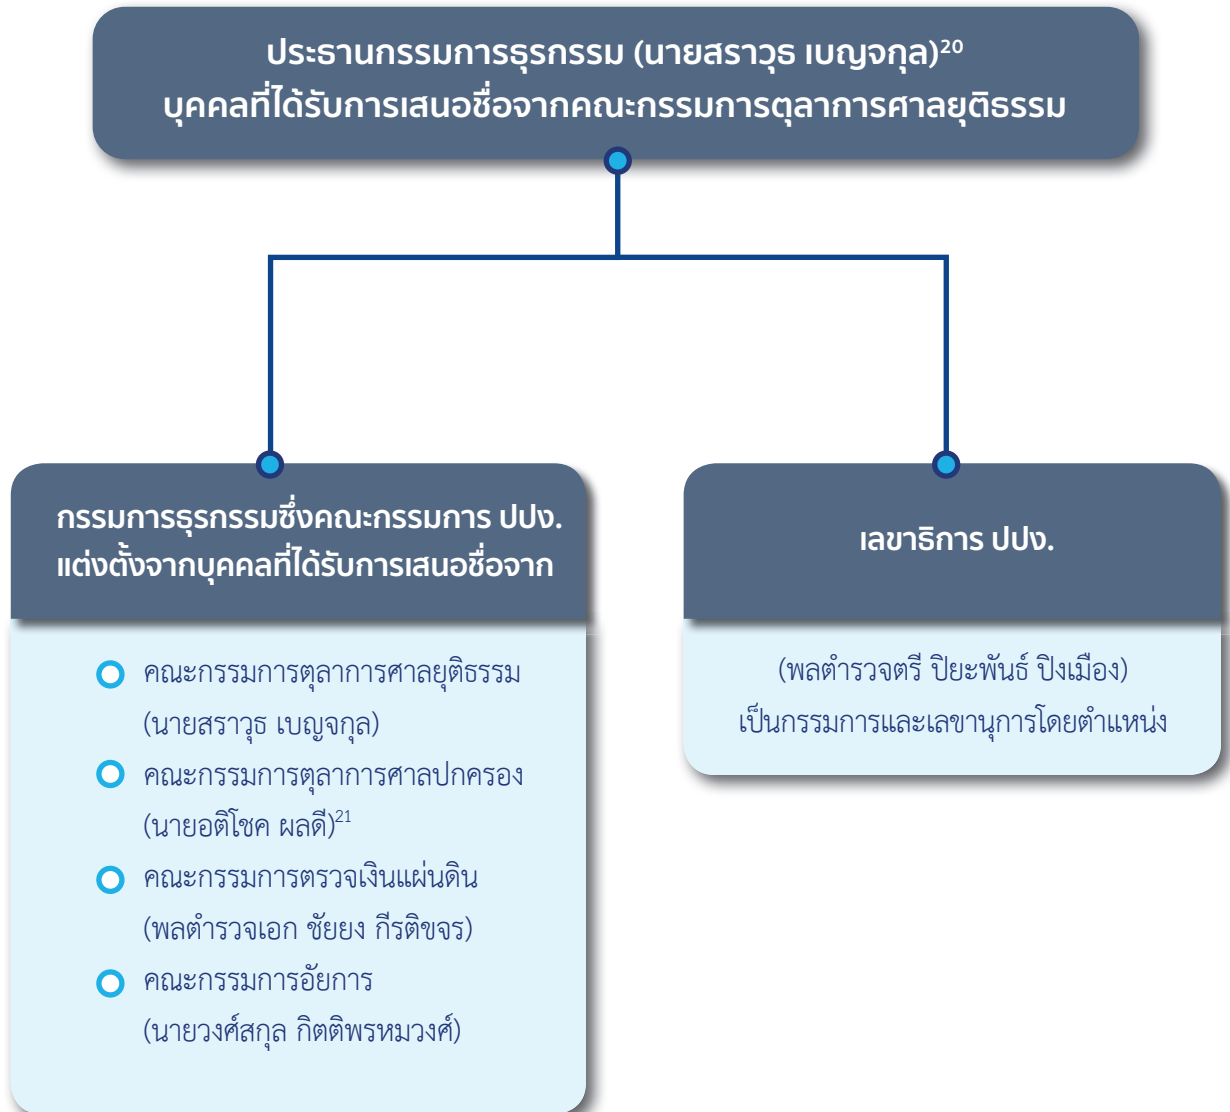 ประธานกรรมการธุรกรรม (นายสราวุธ เบญจกุล)²⁰
บุคคลที่ได้รับการเสนอชื่อจากคณะกรรมการตุลาการศาลยุติธรรม
กรรมการธุรกรรมซึ่งคณะกรรมการ ปปง.
แต่งตั้งจากบุคคลที่ได้รับการเสนอชื่อจาก
คณะกรรมการตุลาการศาลยุติธรรม
(นายสราวุธ เบญจกุล)
คณะกรรมการตุลาการศาลปกครอง
(นายอติโชค ผลดี)²¹
คณะกรรมการตรวจเงินแผ่นดิน
(พลตำรวจเอก ชัยยง กีรติขจร)
คณะกรรมการอัยการ
(นายวงศ์สกุล กิตติพรหมวงศ์)
เลขาธิการ ปปง.
(พลตำรวจตรี ปิยะพันธ์ ปิงเมือง)
เป็นกรรมการและเลขานุการโดยตำแหน่ง